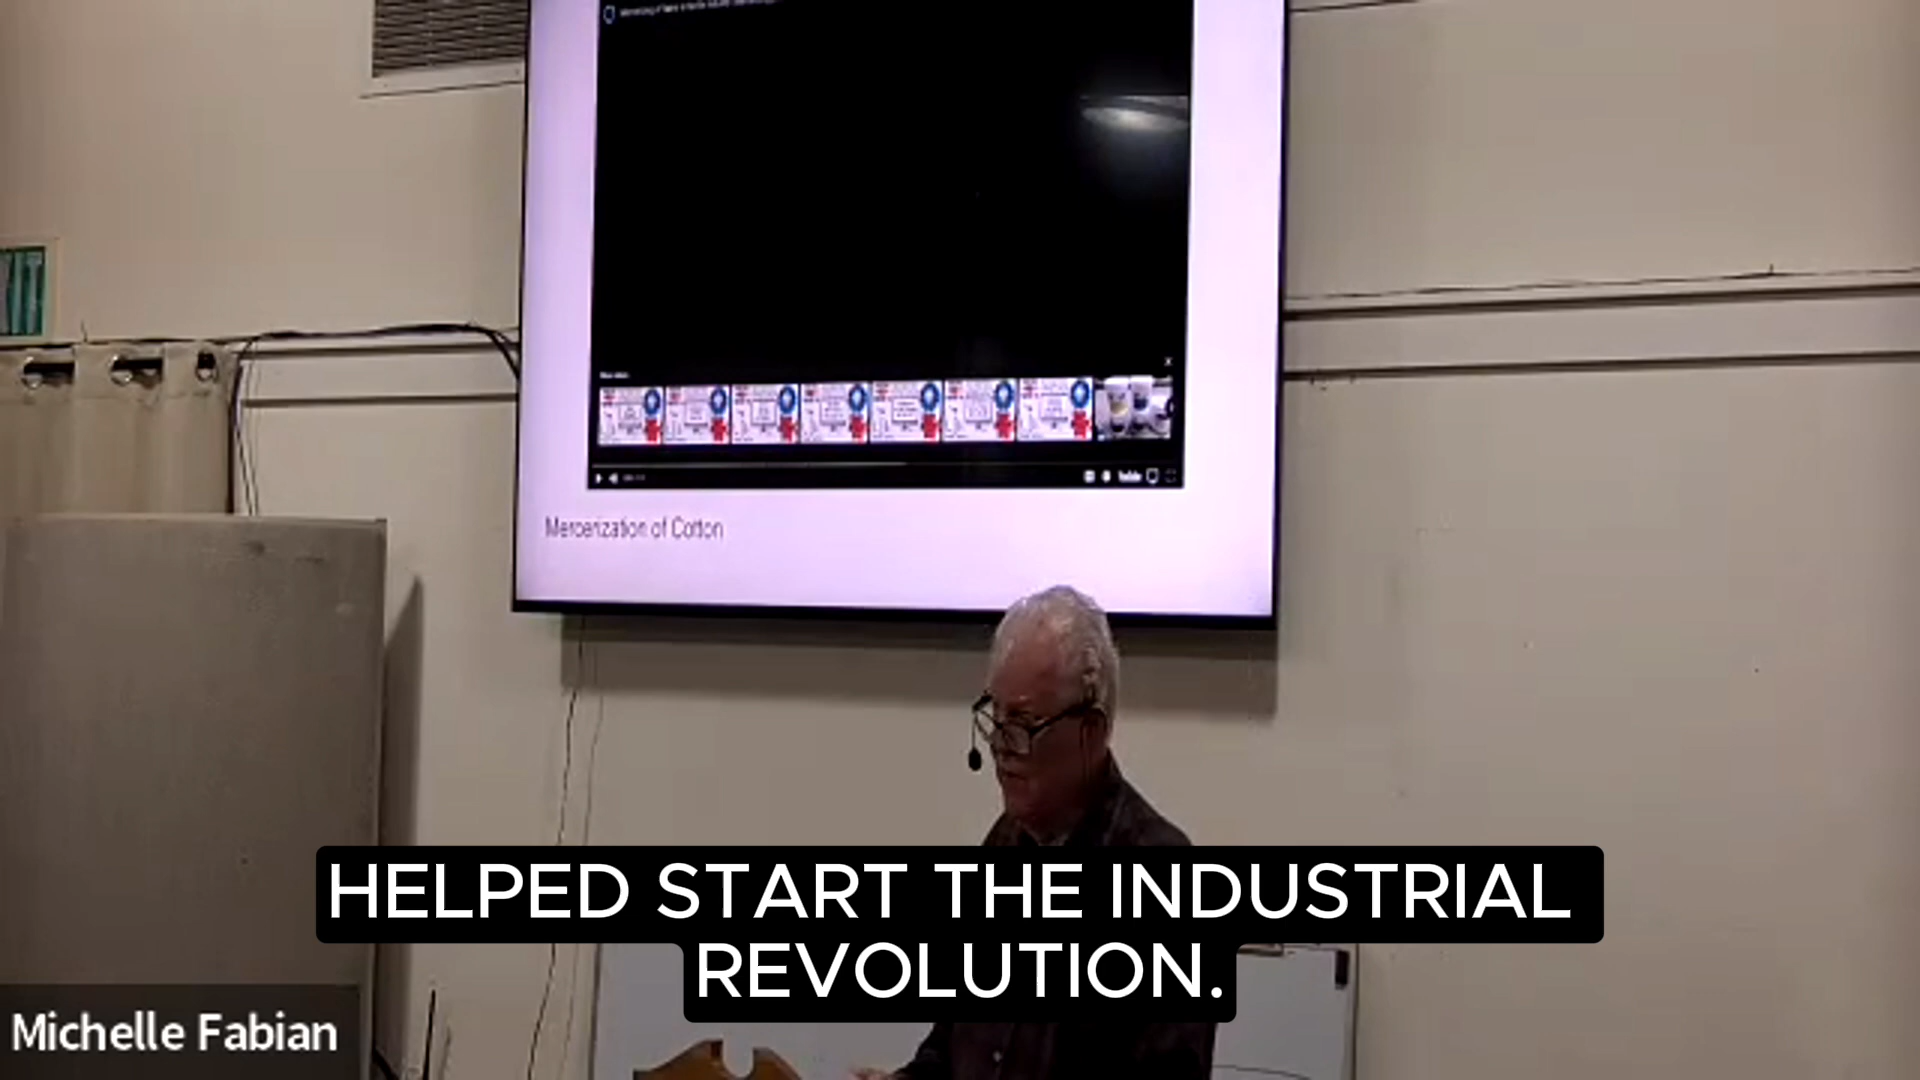 Mercerization of Cotton
HELPED START THE INDUSTRIAL
REVOLUTION.
Michelle Fabian